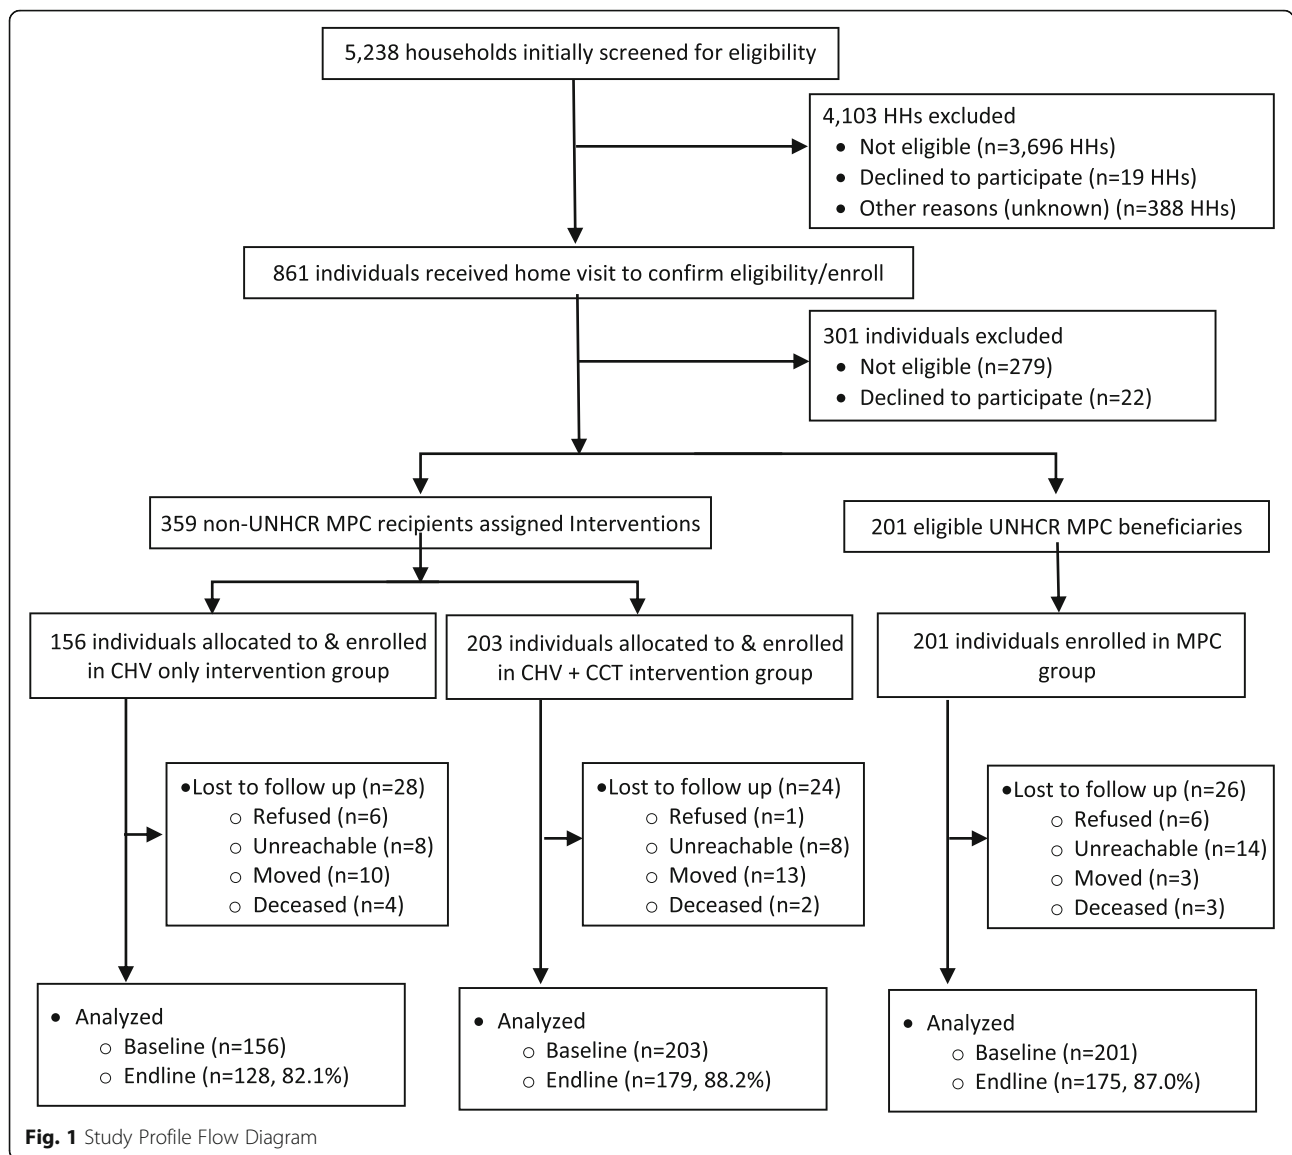 5,238 households initially screened for eligibility
4,103 HHs excluded
• Not eligible (n=3,696 HHs)
• Declined to participate (n=19 HHs)
• Other reasons (unknown) (n=388 HHs)
861 individuals received home visit to confirm eligibility/enroll
301 individuals excluded
• Not eligible (n=279)
• Declined to participate (n=22)
359 non-UNHCR MPC recipients assigned Interventions
201 eligible UNHCR MPC beneficiaries
156 individuals allocated to & enrolled
in CHV only intervention group
203 individuals allocated to & enrolled
in CHV + CCT intervention group
201 individuals enrolled in MPC
group
•Lost to follow up (n=28)
○ Refused (n=6)
○ Unreachable (n=8)
○ Moved (n=10)
○ Deceased (n=4)
•Lost to follow up (n=24)
○ Refused (n=1)
○ Unreachable (n=8)
○ Moved (n=13)
○ Deceased (n=2)
•Lost to follow up (n=26)
○ Refused (n=6)
○ Unreachable (n=14)
○ Moved (n=3)
○ Deceased (n=3)
• Analyzed
○ Baseline (n=156)
○ Endline (n=128, 82.1%)
• Analyzed
○ Baseline (n=203)
○ Endline (n=179, 88.2%)
• Analyzed
○ Baseline (n=201)
○ Endline (n=175, 87.0%)
Fig. 1 Study Profile Flow Diagram